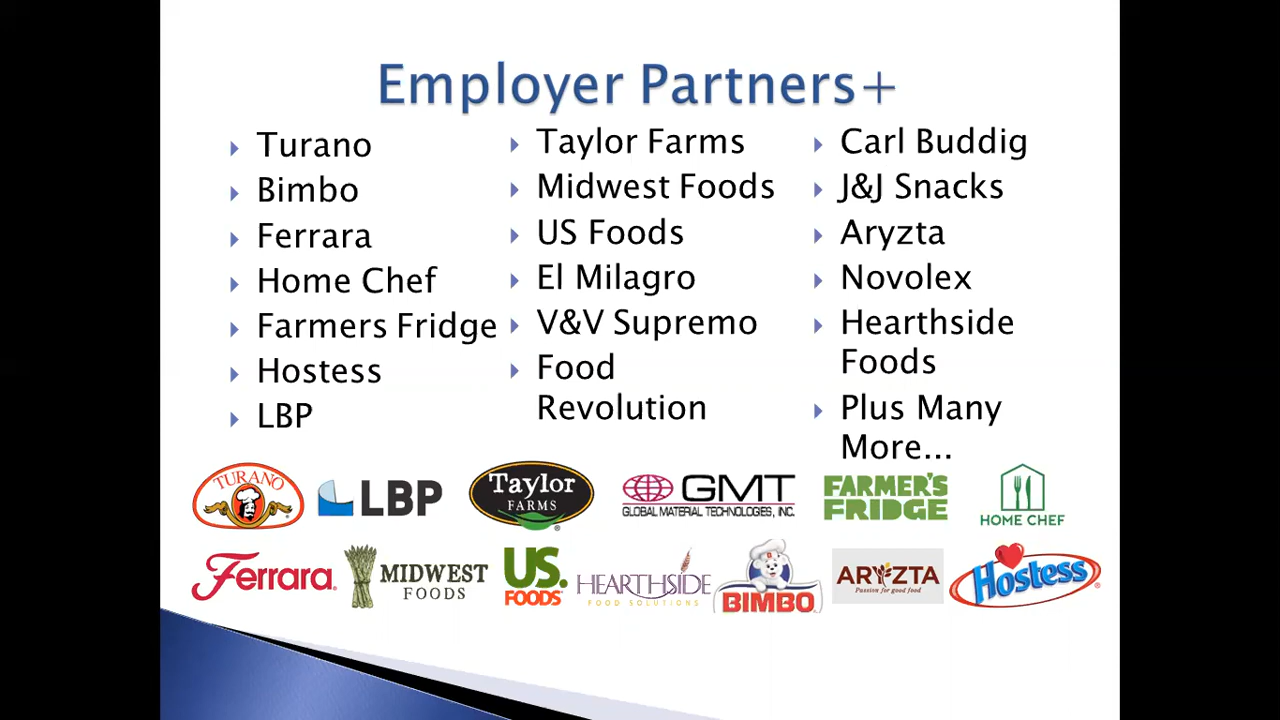 Employer Partners+
Turano
Bimbo
Ferrara
Home Chef
Farmers Fridge
Hostess
LBP
Taylor Farms
Midwest Foods
US Foods
El Milagro
V&V Supremo
Food
Revolution
Carl Buddig
J&J Snacks
Aryzta
Novolex
Hearthside
Foods
Plus Many
More...
TURANO
LBP
Taylor
FARMS
GMT
GLOBAL MATERIAL TECHNOLOGIES, INC.
FARMER'S
FRIDGE
HOME CHEF
Ferrara
MIDWEST
FOODS
US.
FOODS
HEARTHSIDE
FOOD SOLUTIONS
BIMBO
ARYZTA
Passion for good food
Hostess